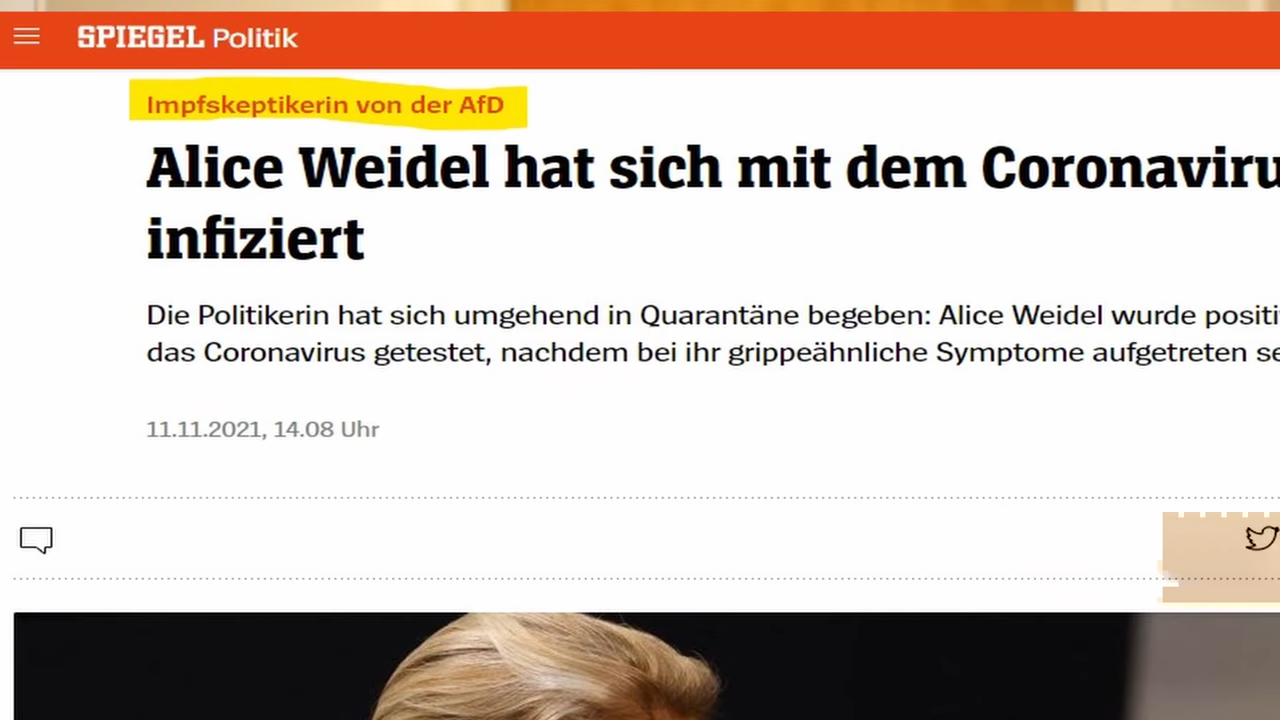 SPIEGEL Politik
Impfskeptikerin von der AfD
Alice Weidel hat sich mit dem Coronaviru
infiziert
Die Politikerin hat sich umgehend in Quarantäne begeben: Alice Weidel wurde positi
das Coronavirus getestet, nachdem bei ihr grippeähnliche Symptome aufgetreten se
11.11.2021, 14.08 Uhr